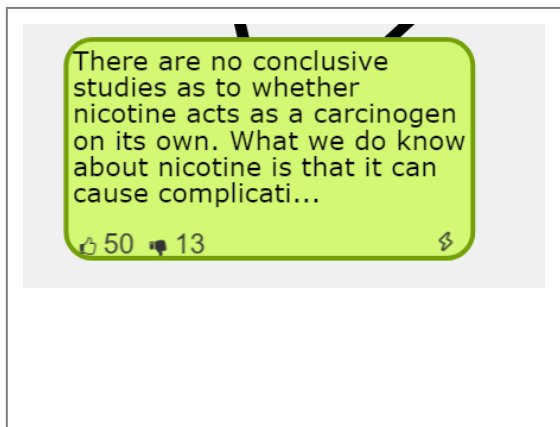 There are no conclusive
studies as to whether
nicotine acts as a carcinogen
on its own. What we do know
about nicotine is that it can
cause complicati...
50 13